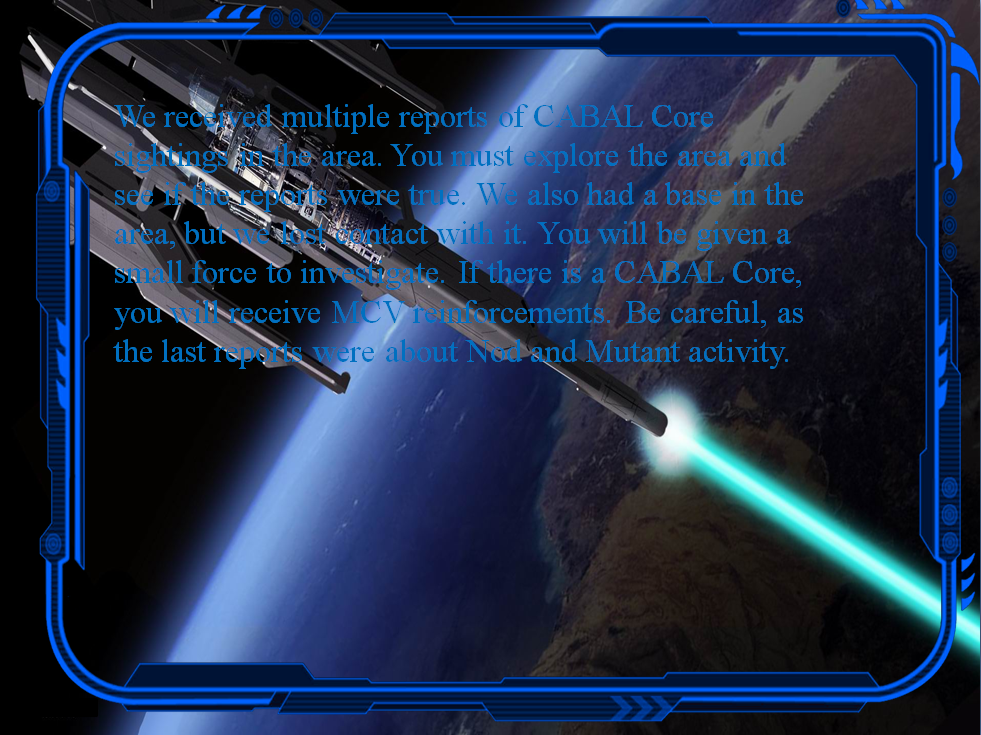 We received multiple reports of CABAL Core
sightings in the area. You must explore the area and
see if the reports were true. We also had a base in the
area, but we lost contact with it. You will be given a
small force to investigate. If there is a CABAL Core,
you will receive MCV reinforcements. Be careful, as
the last reports were about Nod and Mutant activity.